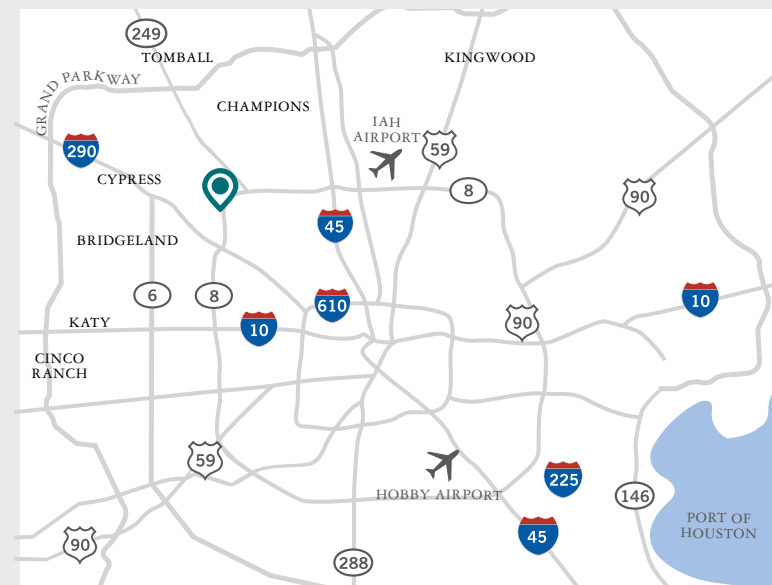 249
TOMBALL
KINGWOOD
GRAND PARKWAY
CHAMPIONS
IAH
AIRPORT
59
290
CYPRESS
8
90
45
BRIDGELAND
6
8
610
10
10
KATY
90
CINCO
RANCH
59
HOBBY AIRPORT
225
146
PORT OF
HOUSTON
45
90
288